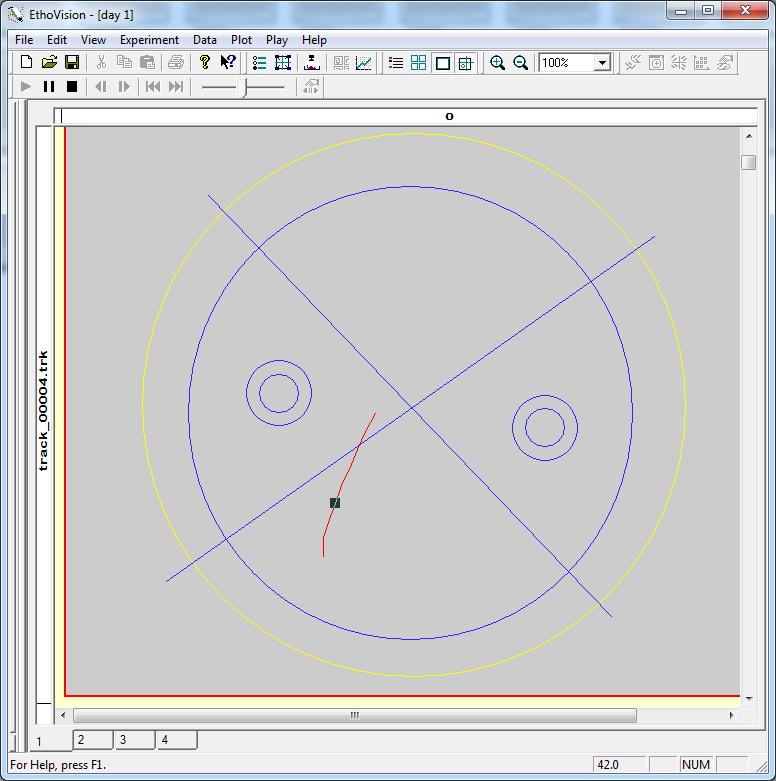 EthoVision - [day 1]
File Edit View Experiment Data Plot Play Help
100%
o
track_00004.trk
1 2 3 4
For Help, press F1. 42.0 NUM